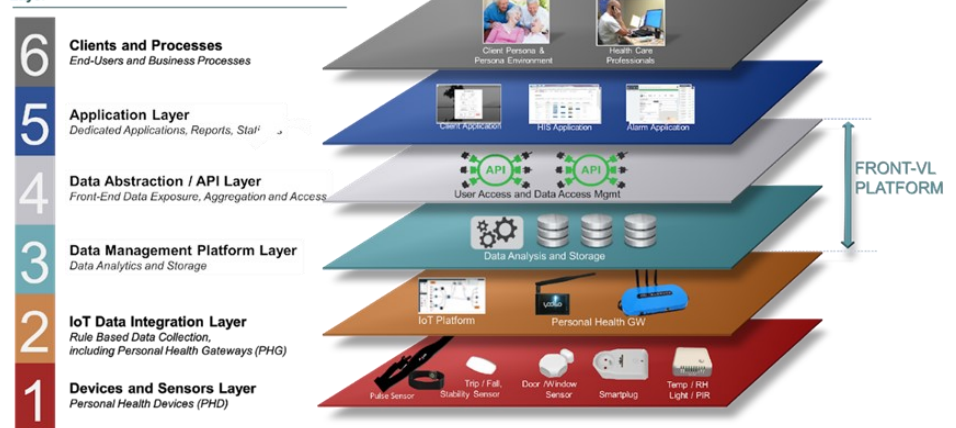 6
Clients and Processes
End-Users and Business Processes
Client Persona &
Persona Environment
Health Care
Professionals
5
Application Layer
Dedicated Applications, Reports,
Client Application
HIS Application
Alarm Application
4
Data Abstraction / API Layer
Front-End Data Exposure, Aggregation and Access
API
API
User Access and Data Access Mgmt
FRONT-VL
PLATFORM
3
Data Management Platform Layer
Data Analytics and Storage
Data Analysis and Storage
2
IoT Data Integration Layer
Rule Based Data Collection,
including Personal Health Gateways (PHG)
IoT Platform
Personal Health GW
1
Devices and Sensors Layer
Personal Health Devices (PHD)
Pulse Sensor
Trip / Fall,
Stability Sensor
Door /Window
Sensor
Smartplug
Temp / RH
Light / PIR